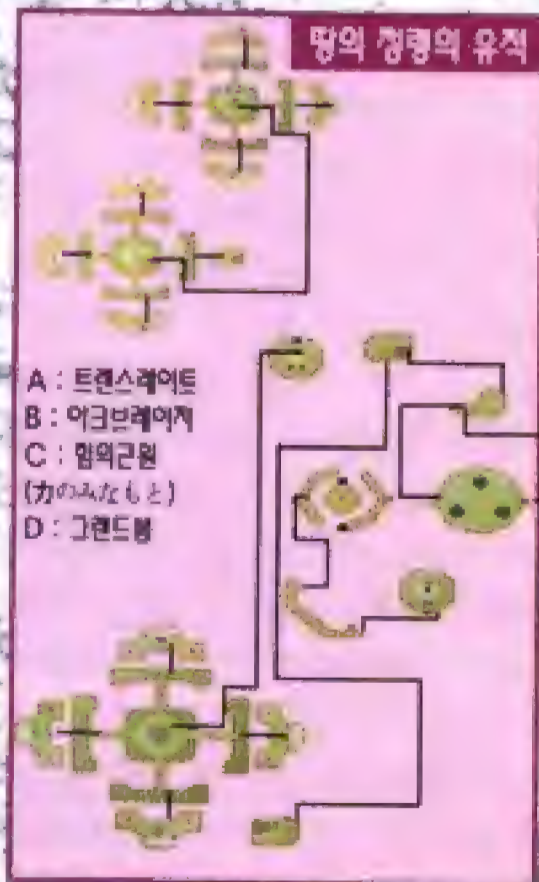 땅의 정령의 유적
A : 트랜스레이트
B : 아크브레이저
C : 힘의근원
(力のみなもと)
D : 그랜드봄